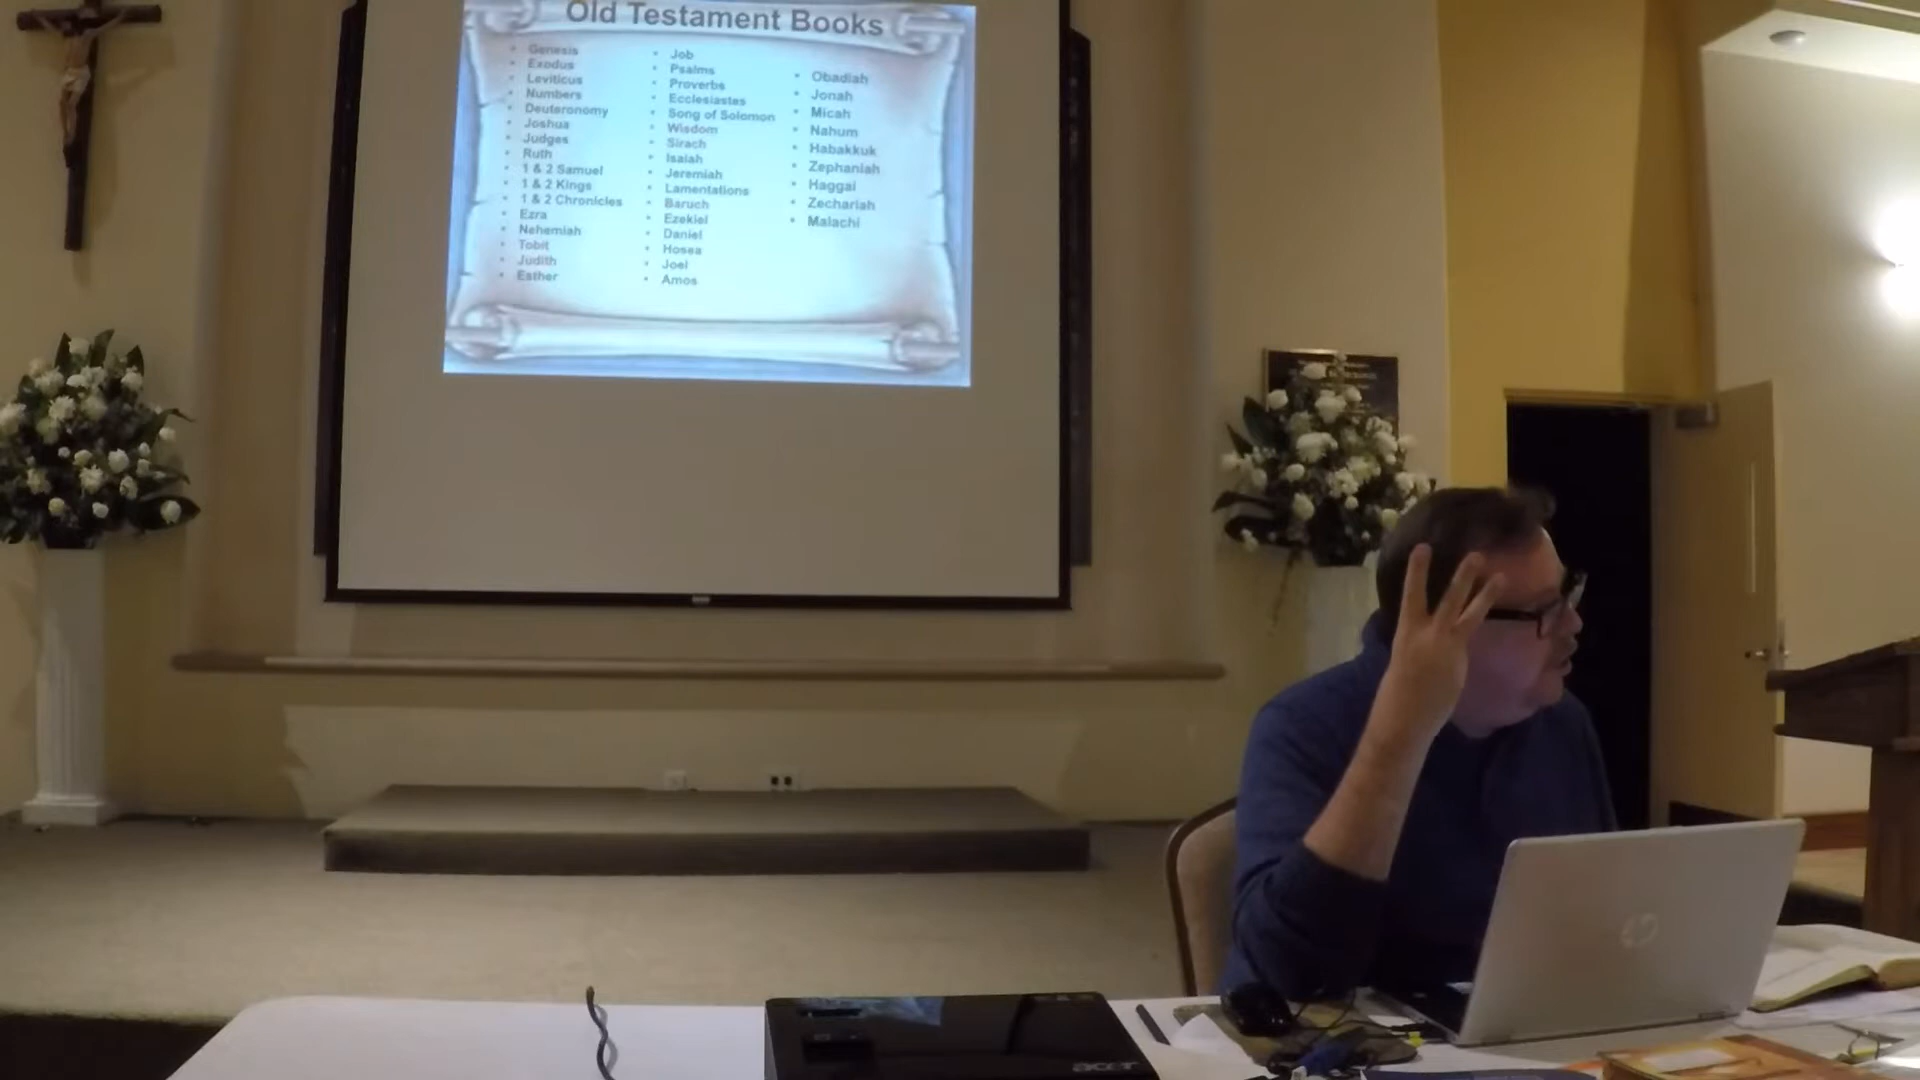 Old Testament Books
Genesis
Exodus
Leviticus
Numbers
Deuteronomy
Joshua
Judges
Ruth
1 & 2 Samuel
1 & 2 Kings
1 & 2 Chronicles
Ezra
Nehemiah
Tobit
Judith
Esther
Job
Psalms
Proverbs
Ecclesiastes
Song of Solomon
Wisdom
Sirach
Isaiah
Jeremiah
Lamentations
Baruch
Ezekiel
Daniel
Hosea
Joel
Amos
Obadiah
Jonah
Micah
Nahum
Habakkuk
Zephaniah
Haggai
Zechariah
Malachi
hp
acer